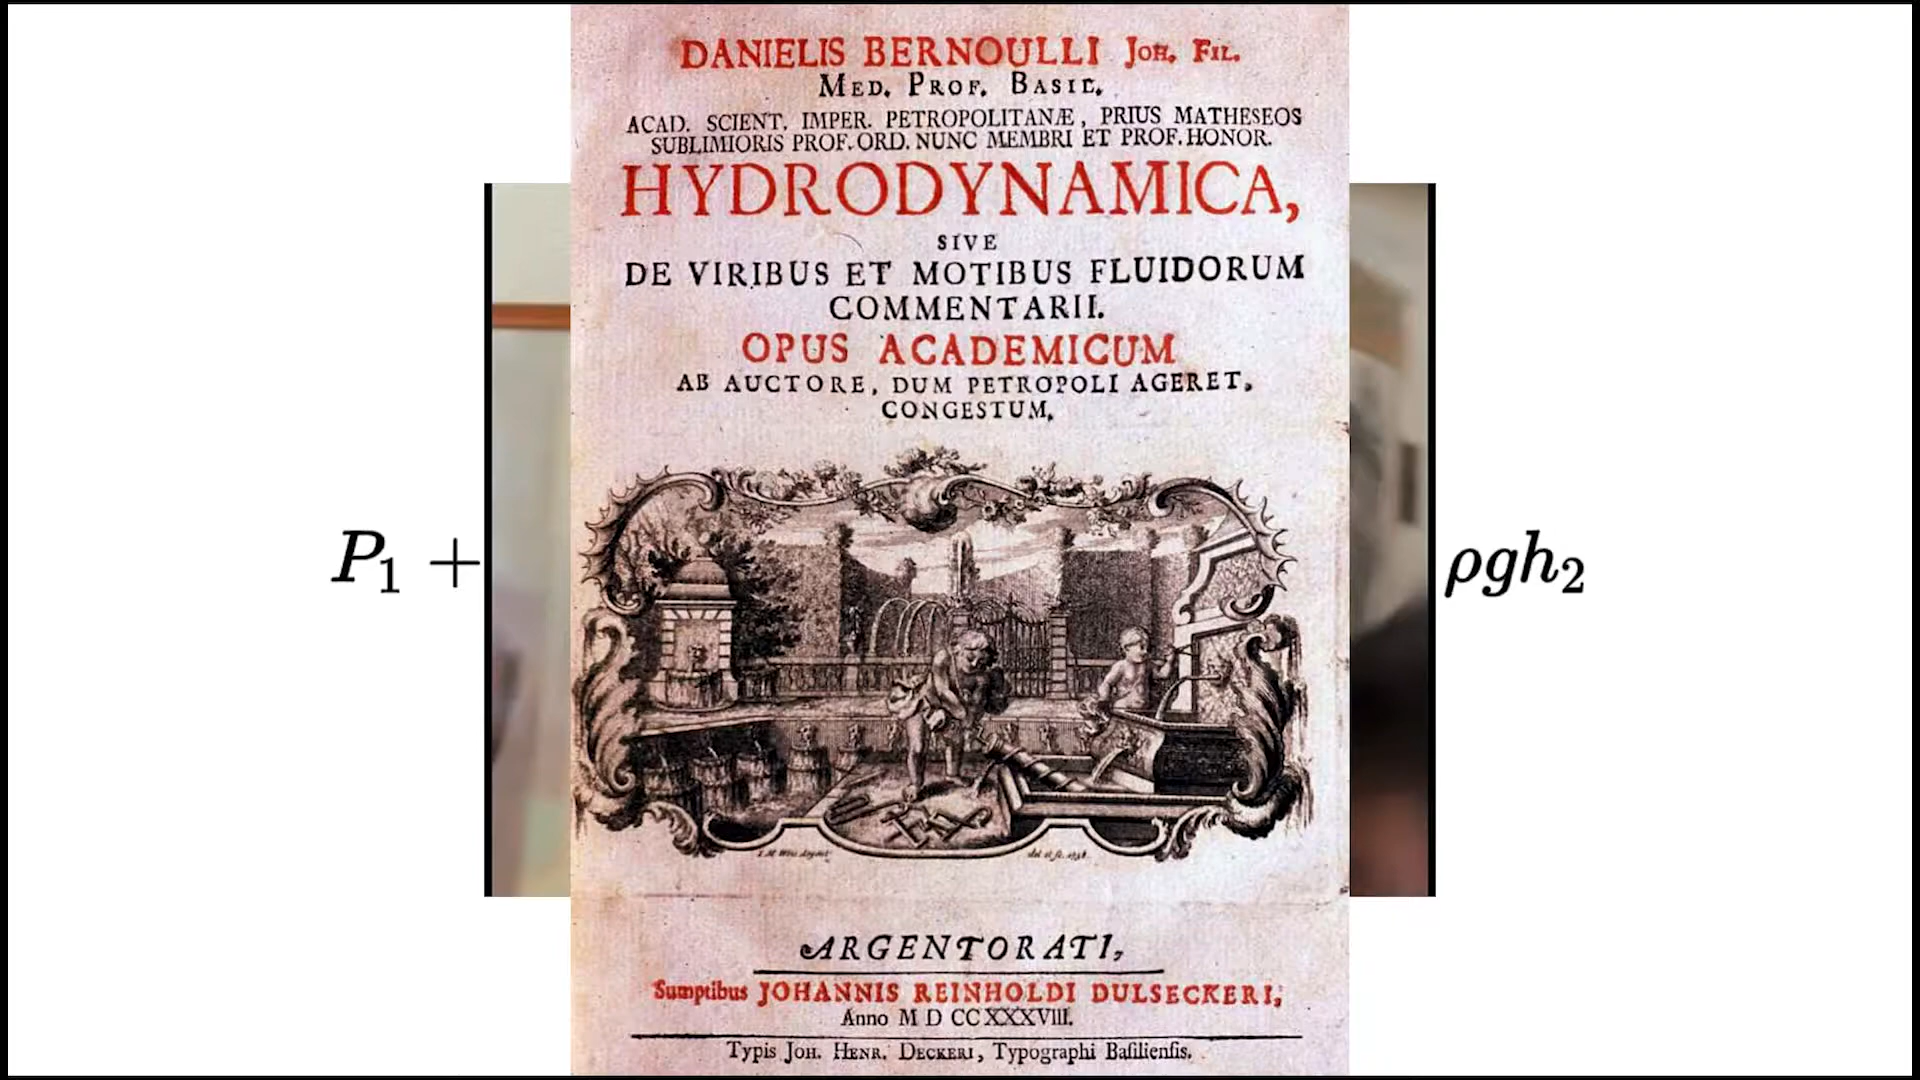 DANIELIS BERNOULLI JOH. FIL.
MED. PROF. BASIL.
ACAD. SCIENT. IMPER. PETROPOLITANÆ, PRIUS MATHESEOS
SUBLIMIORIS PROF. ORD. NUNC MEMBRI ET PROF. HONOR.
HYDRODYNAMICA,
SIVE
DE VIRIBUS ET MOTIBUS FLUIDORUM
COMMENTARII.
OPUS ACADEMICUM
AB AUCTORE, DUM PETROPOLI AGERET,
CONGESTUM.
P₁ +
ρgh₂
ARGENTORATI,
Sumptibus JOHANNIS REINHOLDI DULSECKERI,
Anno M D CC XXXVIII.
Typis JOH. HENR. DECKERI, Typographi Basiliensis.